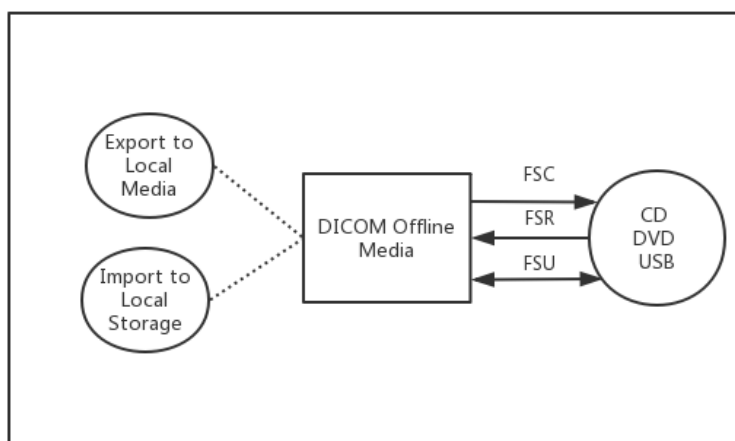 Export to
Local
Media
Import to
Local
Storage
DICOM Offline
Media
FSC
FSR
FSU
CD
DVD
USB